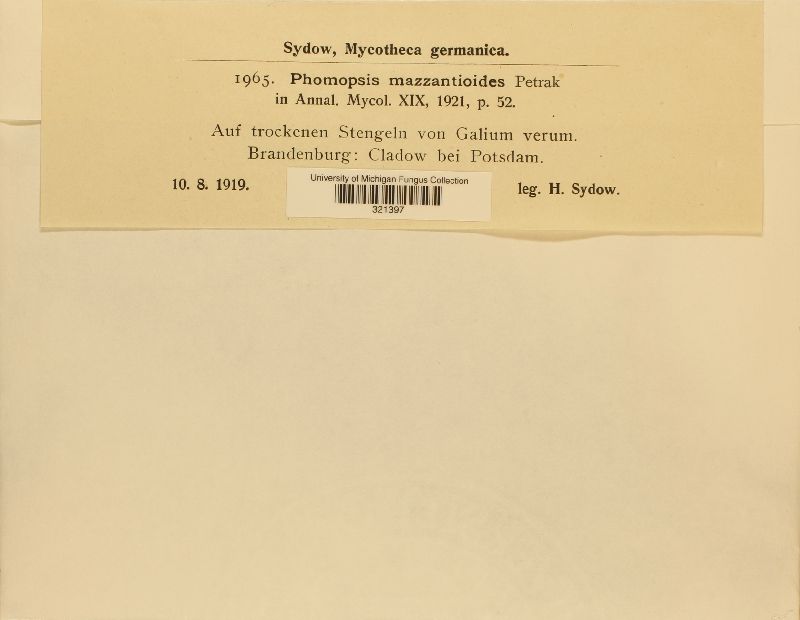 Sydow, Mycotheca germanica.
1965. Phomopsis mazzantioides Petrak
in Annal. Mycol. XIX, 1921, p. 52.
Auf trockenen Stengeln von Galium verum.
Brandenburg: Cladow bei Potsdam.
10. 8. 1919.
University of Michigan Fungus Collection
321397
leg. H. Sydow.